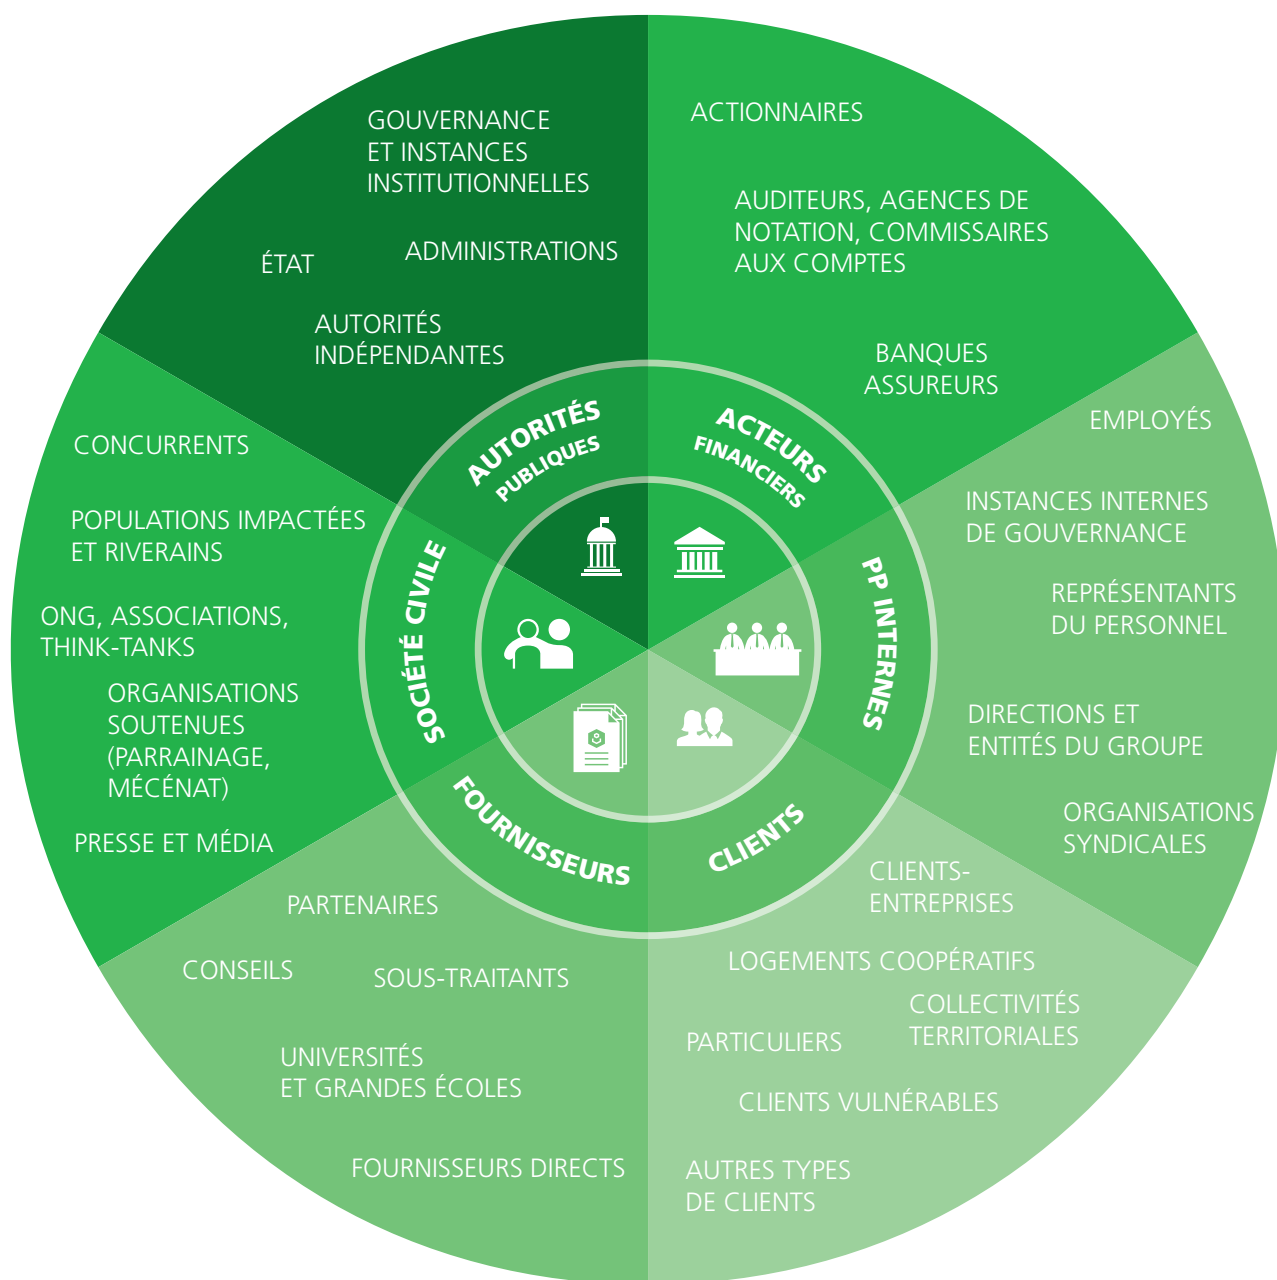 GOUVERNANCE
ET INSTANCES
INSTITUTIONNELLES
ÉTAT
ADMINISTRATIONS
AUTORITÉS
INDÉPENDANTES
AUTORITÉS
PUBLIQUES
ACTIONNAIRES
AUDITEURS, AGENCES DE
NOTATION, COMMISSAIRES
AUX COMPTES
BANQUES
ASSUREURS
ACTEURS
FINANCIERS
EMPLOYÉS
INSTANCES INTERNES
DE GOUVERNANCE
REPRÉSENTANTS
DU PERSONNEL
DIRECTIONS ET
ENTITÉS DU GROUPE
ORGANISATIONS
SYNDICALES
PP INTERNES
CLIENTS-
ENTREPRISES
LOGEMENTS COOPÉRATIFS
COLLECTIVITÉS
TERRITORIALES
PARTICULIERS
CLIENTS VULNÉRABLES
AUTRES TYPES
DE CLIENTS
CLIENTS
PARTENAIRES
CONSEILS
SOUS-TRAITANTS
UNIVERSITÉS
ET GRANDES ÉCOLES
FOURNISSEURS DIRECTS
FOURNISSEURS
CONCURRENTS
POPULATIONS IMPACTÉES
ET RIVERAINS
ONG, ASSOCIATIONS,
THINK-TANKS
ORGANISATIONS
SOUTENUES
(PARRAINAGE,
MÉCÉNAT)
PRESSE ET MÉDIA
SOCIÉTÉ CIVILE